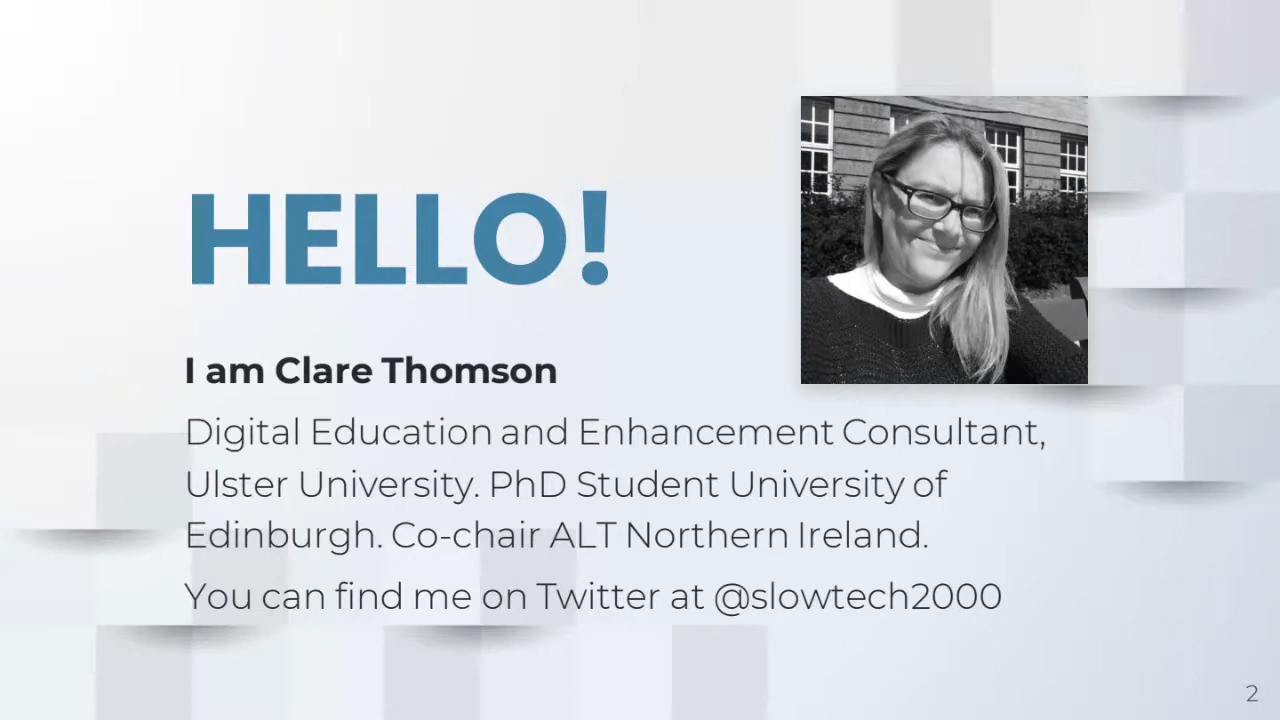 HELLO!
I am Clare Thomson
Digital Education and Enhancement Consultant,
Ulster University. PhD Student University of
Edinburgh. Co-chair ALT Northern Ireland.
You can find me on Twitter at @slowtech2000
2